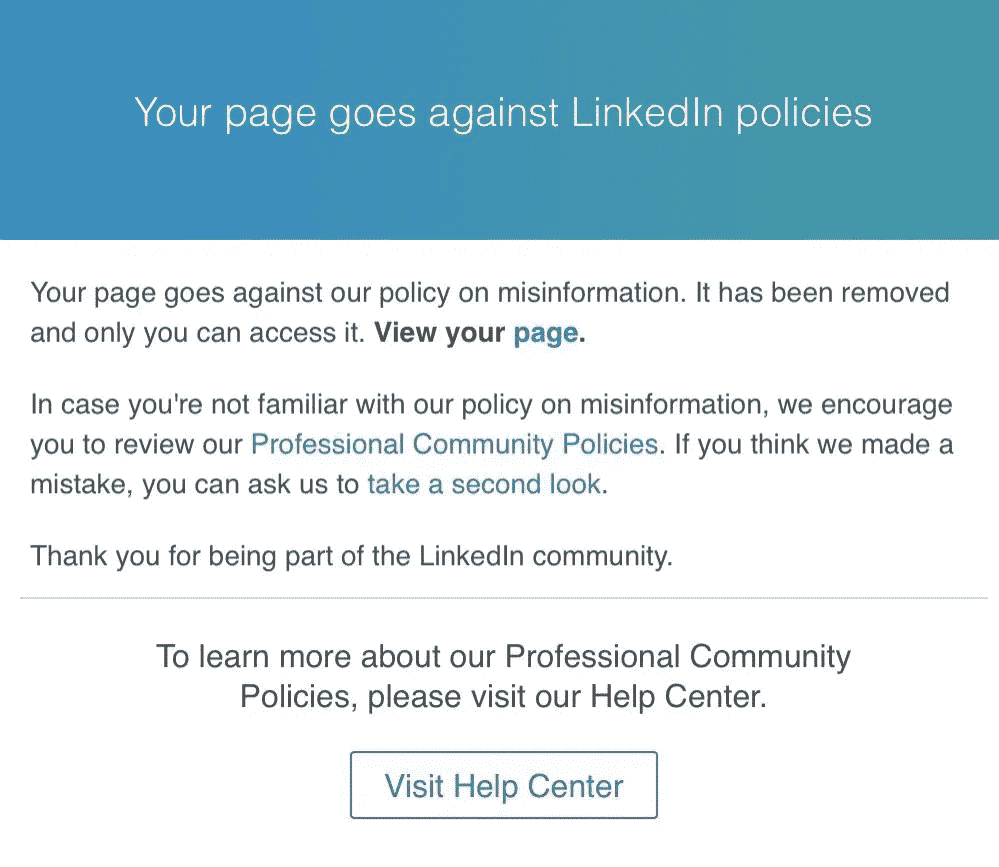 Your page goes against LinkedIn policies
Your page goes against our policy on misinformation. It has been removed
and only you can access it. View your page.
In case you're not familiar with our policy on misinformation, we encourage
you to review our Professional Community Policies. If you think we made a
mistake, you can ask us to take a second look.
Thank you for being part of the LinkedIn community.
To learn more about our Professional Community
Policies, please visit our Help Center.
Visit Help Center